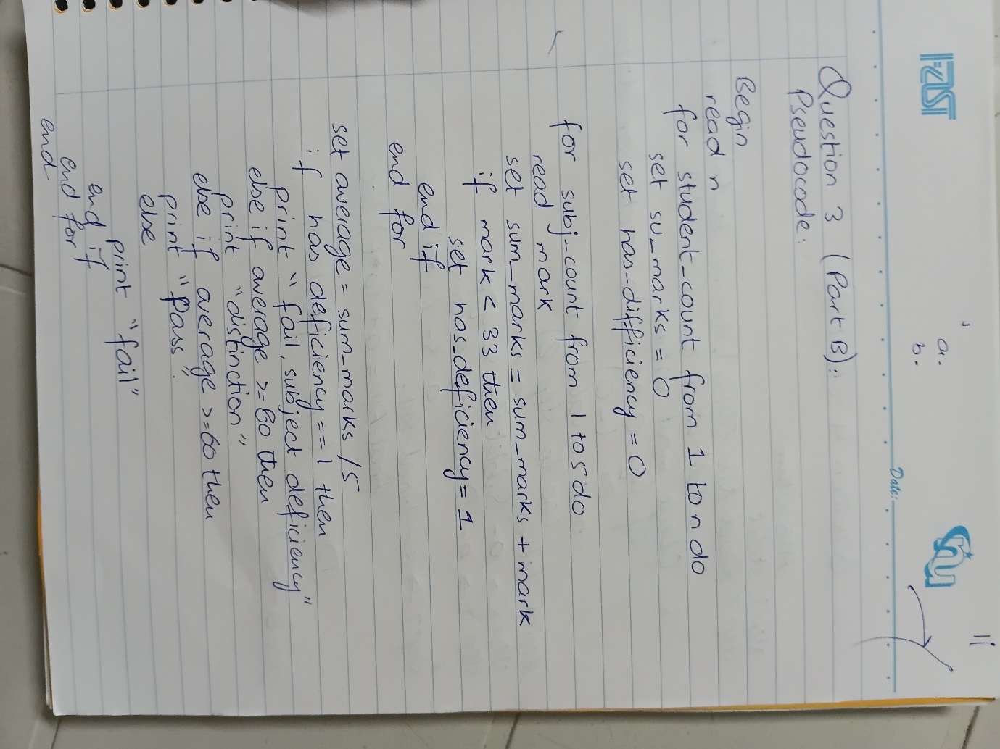 FAST
Date:
a.
b.
Question 3 (Part B):
Pseudocode:
Begin
read n
for student_count from 1 to n do
set su_marks = 0
set has_difficiency = 0
for subj_count from 1 to 5 do
read mark
set sum_marks = sum_marks + mark
if mark < 33 then
set has_deficiency = 1
end if
end for
set average = sum_marks /5
if has deficiency == 1 then
print "fail, subject deficiency"
else if average >= 80 then
print "distinction"
else if average >= 60 then
print "Pass".
else
print "fail"
end if
end for
end